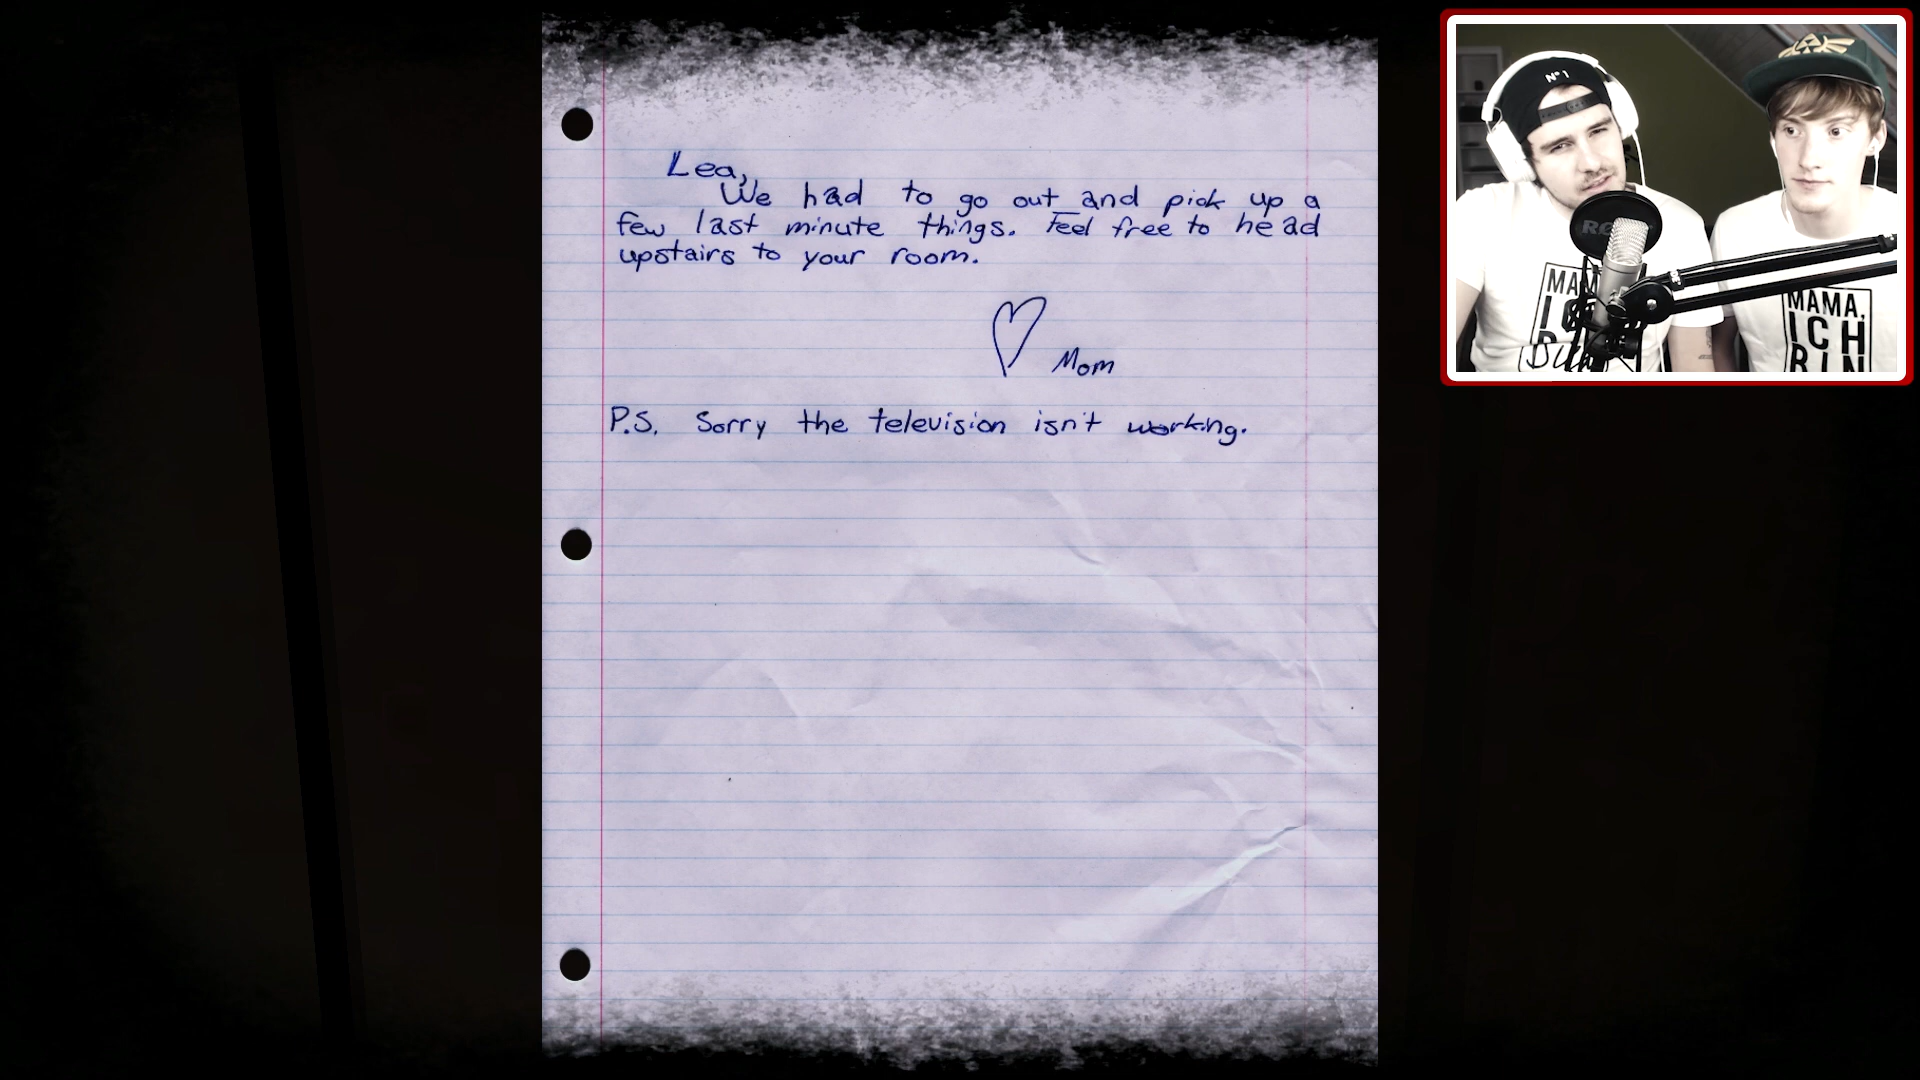 Lea,
We had to go out and pick up a
few last minute things. Feel free to head
upstairs to your room.
Mom
P.S. Sorry the television isn't working.
N°1
MAMA,
ICH
BIN